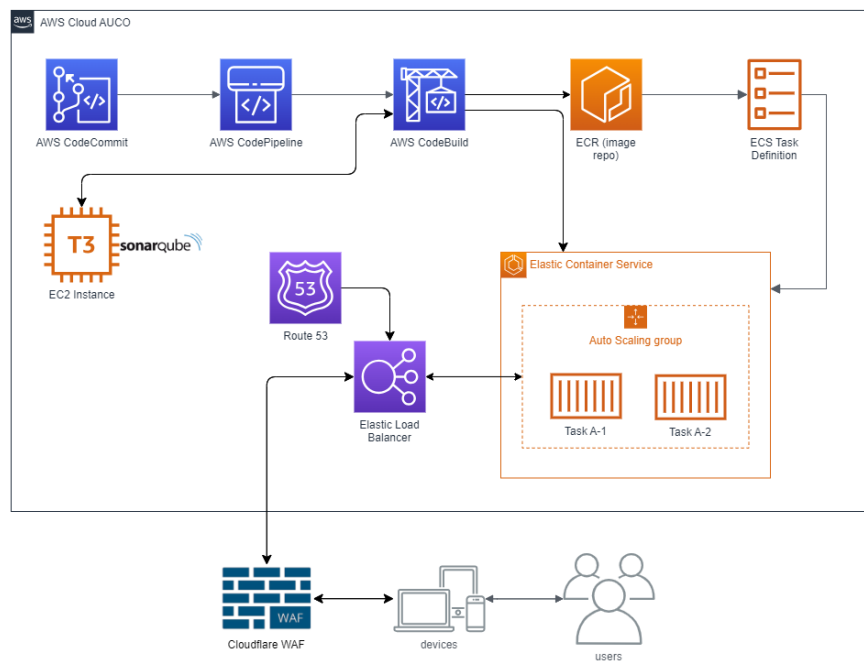 aws
AWS Cloud AUCO
AWS CodeCommit
AWS CodePipeline
AWS CodeBuild
ECR (image
repo)
ECS Task
Definition
T3
sonarqube
EC2 Instance
53
Route 53
Elastic Container Service
Auto Scaling group
Task A-1
Task A-2
Elastic Load
Balancer
WAF
Cloudflare WAF
devices
users